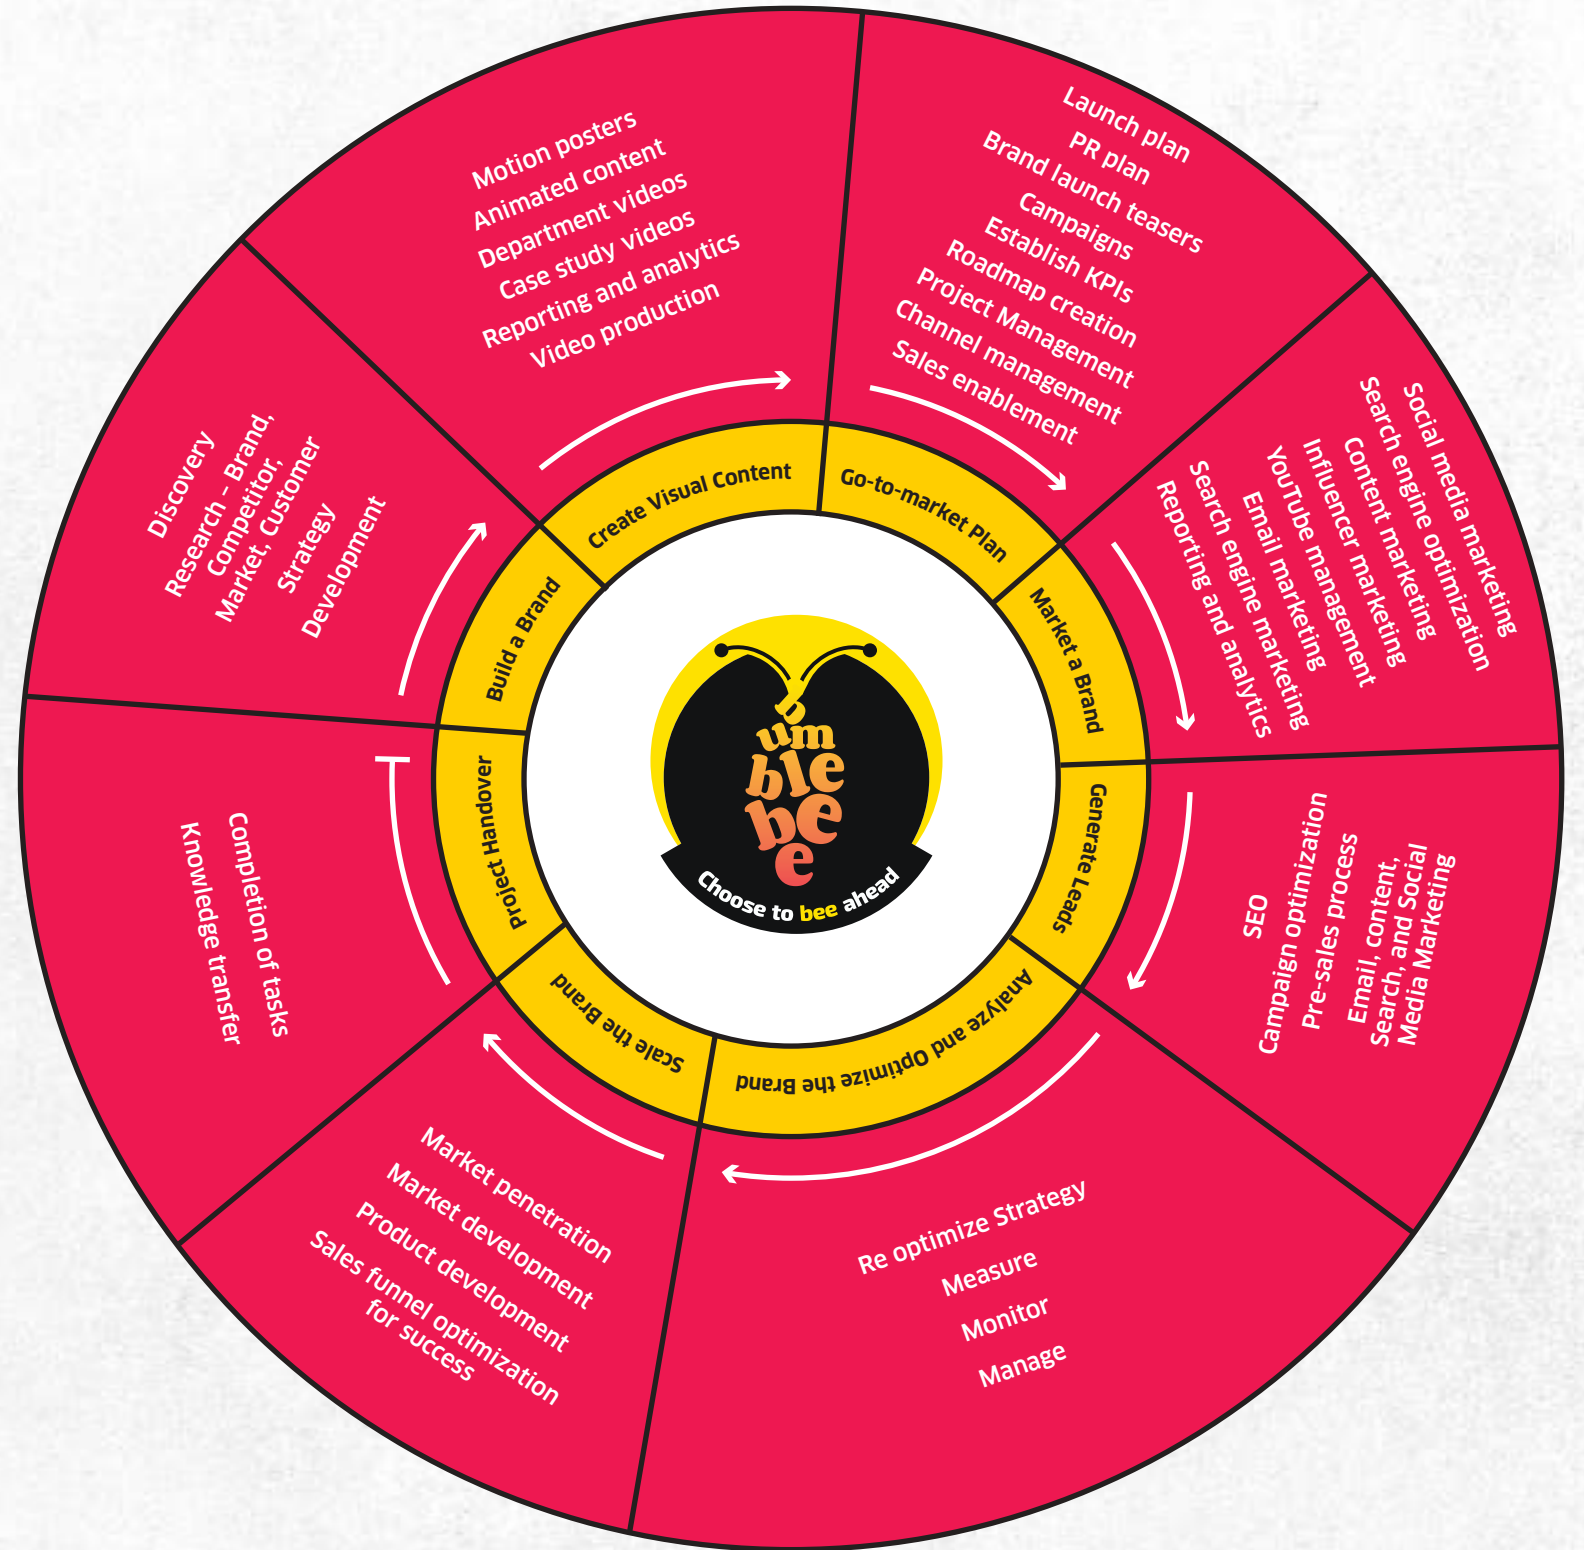 Build a Brand
Discovery
Research - Brand,
Competitor,
Market, Customer
Strategy
Development
Create Visual Content
Motion posters
Animated content
Department videos
Case study videos
Reporting and analytics
Video production
Go-to-market Plan
Launch plan
PR plan
Brand launch teasers
Campaigns
Establish KPIs
Roadmap creation
Project Management
Channel management
Sales enablement
Market a Brand
Social media marketing
Search engine optimization
Content marketing
Influencer marketing
YouTube management
Email marketing
Search engine marketing
Reporting and analytics
Generate Leads
SEO
Campaign optimization
Pre-sales process
Email, content,
Search, and Social
Media Marketing
Analyze and Optimize the Brand
Re optimize Strategy
Measure
Monitor
Manage
Scale the Brand
Market penetration
Market development
Product development
Sales funnel optimization
for success
Project Handover
Completion of tasks
Knowledge transfer
b
um
ble
be
e
Choose to bee ahead